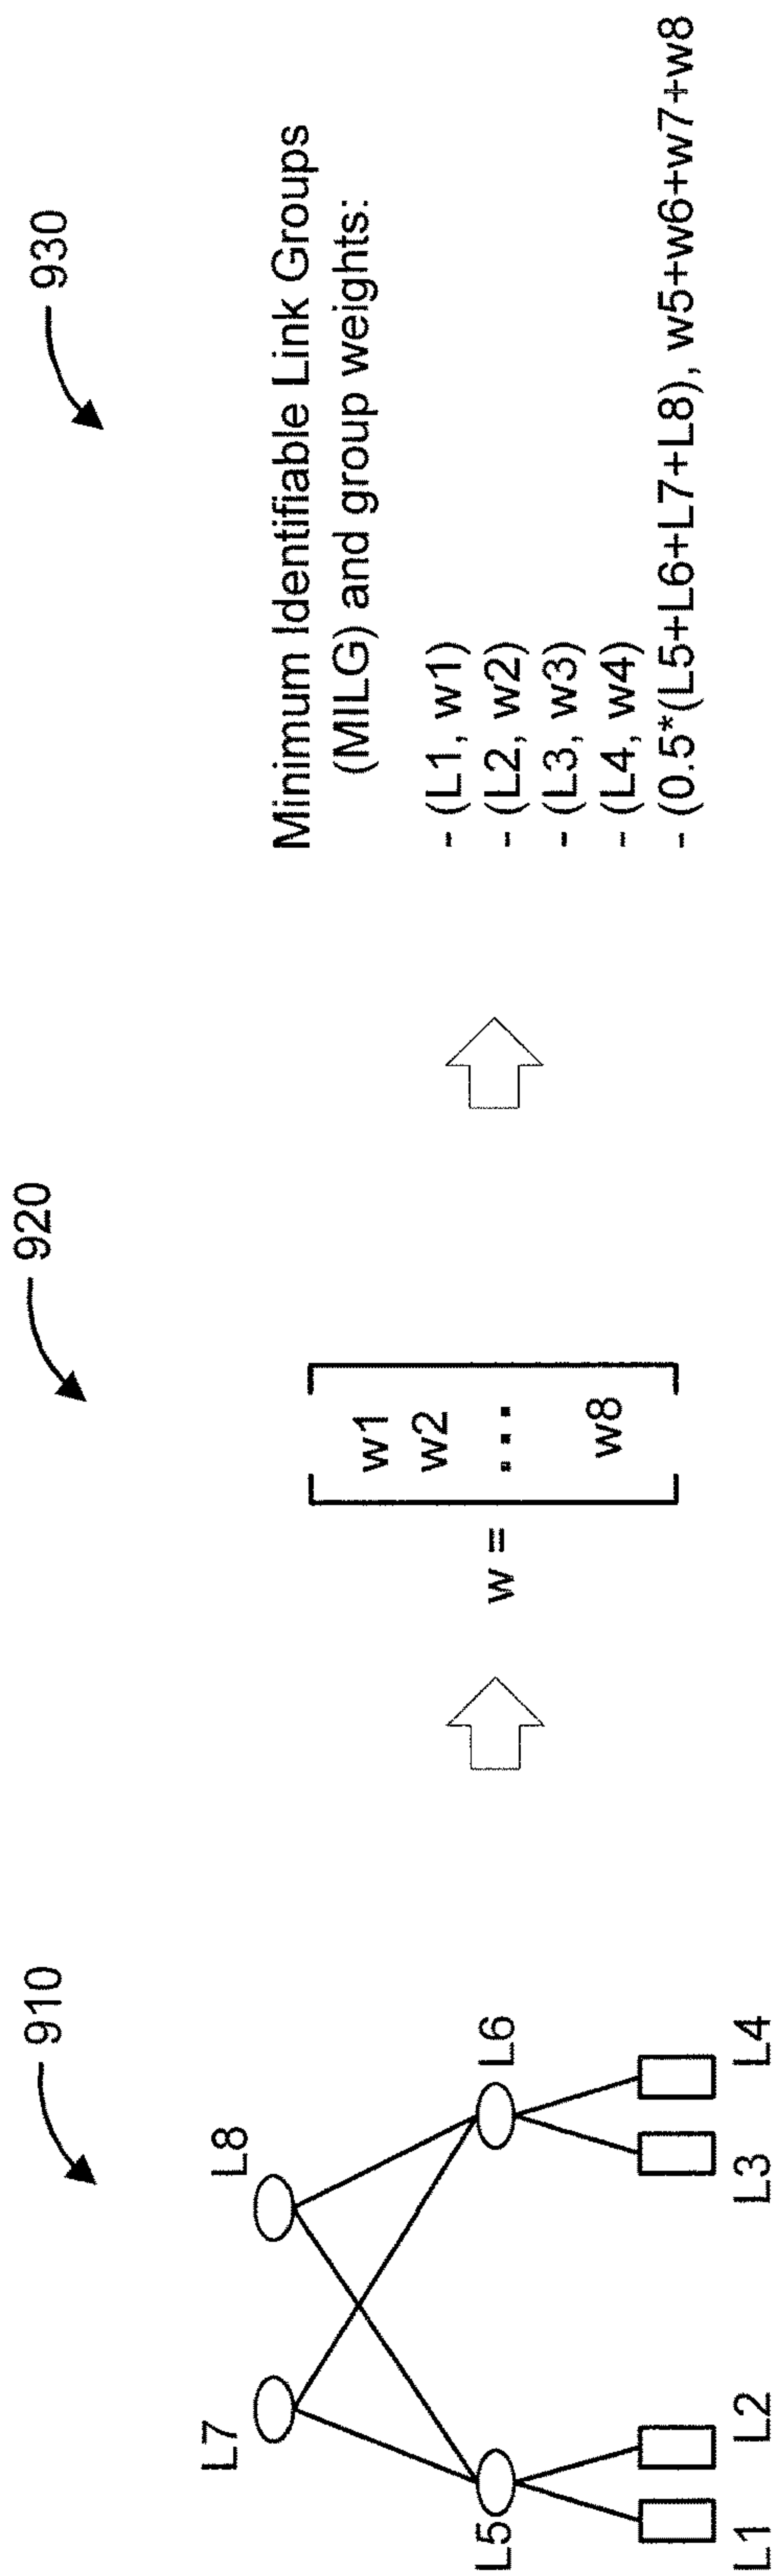 910
L7
L8
L5
L6
L1
L2
L3
L4
920
w =
w1
w2
...
w8
930
Minimum Identifiable Link Groups
(MILG) and group weights:
- (L1, w1)
- (L2, w2)
- (L3, w3)
- (L4, w4)
- (0.5*(L5+L6+L7+L8), w5+w6+w7+w8